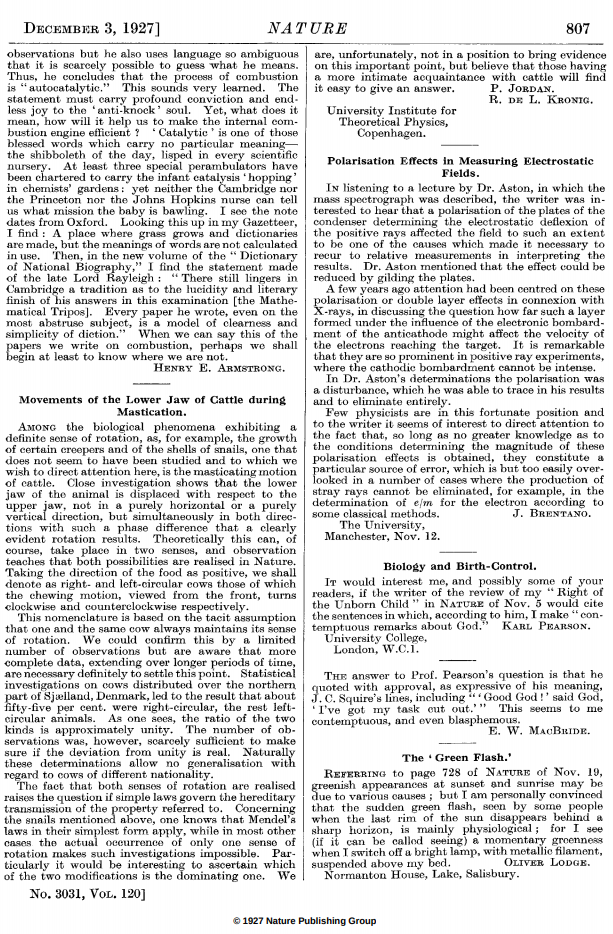 DECEMBER 3, 1927]
NATURE
807
observations but he also uses language so ambiguous
that it is scarcely possible to guess what he means.
Thus, he concludes that the process of combustion
is “autocatalytic.” This sounds very learned. The
statement must carry profound conviction and end-
less joy to the ‘anti-knock’ soul. Yet, what does it
mean, how will it help us to make the internal com-
bustion engine efficient ? ‘Catalytic’ is one of those
blessed words which carry no particular meaning—
the shibboleth of the day, lisped in every scientific
nursery. At least three special perambulators have
been chartered to carry the infant catalysis ‘hopping’
in chemists’ gardens: yet neither the Cambridge nor
the Princeton nor the Johns Hopkins nurse can tell
us what mission the baby is bawling. I see the note
dates from Oxford. Looking this up in my Gazetteer,
I find : A place where grass grows and dictionaries
are made, but the meanings of words are not calculated
in use. Then, in the new volume of the “Dictionary
of National Biography,” I find the statement made
of the late Lord Rayleigh : “There still lingers in
Cambridge a tradition as to the lucidity and literary
finish of his answers in this examination [the Mathe-
matical Tripos]. Every paper he wrote, even on the
most abstruse subject, is a model of clearness and
simplicity of diction.” When we can say this of the
papers we write on combustion, perhaps we shall
begin at least to know where we are not.
HENRY E. ARMSTRONG.
Movements of the Lower Jaw of Cattle during
Mastication.
AMONG the biological phenomena exhibiting a
definite sense of rotation, as, for example, the growth
of certain creepers and of the shells of snails, one that
does not seem to have been studied and to which we
wish to direct attention here, is the masticating motion
of cattle. Close investigation shows that the lower
jaw of the animal is displaced with respect to the
upper jaw, not in a purely horizontal or a purely
vertical direction, but simultaneously in both direc-
tions with such a phase difference that a clearly
evident rotation results. Theoretically this can, of
course, take place in two senses, and observation
teaches that both possibilities are realised in Nature.
Taking the direction of the food as positive, we shall
denote as right- and left-circular cows those of which
the chewing motion, viewed from the front, turns
clockwise and counterclockwise respectively.
This nomenclature is based on the tacit assumption
that one and the same cow always maintains its sense
of rotation. We could confirm this by a limited
number of observations but are aware that more
complete data, extending over longer periods of time,
are necessary definitely to settle this point. Statistical
investigations on cows distributed over the northern
part of Sjælland, Denmark, led to the result that about
fifty-five per cent. were right-circular, the rest left-
circular animals. As one sees, the ratio of the two
kinds is approximately unity. The number of ob-
servations was, however, scarcely sufficient to make
sure if the deviation from unity is real. Naturally
these determinations allow no generalisation with
regard to cows of different nationality.
The fact that both senses of rotation are realised
raises the question if simple laws govern the hereditary
transmission of the property referred to. Concerning
the snails mentioned above, one knows that Mendel’s
laws in their simplest form apply, while in most other
cases the actual occurrence of only one sense of
rotation makes such investigations impossible. Par-
ticularly it would be interesting to ascertain which
of the two modifications is the dominating one. We
are, unfortunately, not in a position to bring evidence
on this important point, but believe that those having
a more intimate acquaintance with cattle will find
it easy to give an answer. P. JORDAN.
R. DE L. KRONIG.
University Institute for
Theoretical Physics,
Copenhagen.
Polarisation Effects in Measuring Electrostatic
Fields.
IN listening to a lecture by Dr. Aston, in which the
mass spectrograph was described, the writer was in-
terested to hear that a polarisation of the plates of the
condenser determining the electrostatic deflexion of
the positive rays affected the field to such an extent
to be one of the causes which made it necessary to
recur to relative measurements in interpreting the
results. Dr. Aston mentioned that the effect could be
reduced by gilding the plates.
A few years ago attention had been centred on these
polarisation or double layer effects in connexion with
X-rays, in discussing the question how far such a layer
formed under the influence of the electronic bombard-
ment of the anticathode might affect the velocity of
the electrons reaching the target. It is remarkable
that they are so prominent in positive ray experiments,
where the cathodic bombardment cannot be intense.
In Dr. Aston’s determinations the polarisation was
a disturbance, which he was able to trace in his results
and to eliminate entirely.
Few physicists are in this fortunate position and
to the writer it seems of interest to direct attention to
the fact that, so long as no greater knowledge as to
the conditions determining the magnitude of these
polarisation effects is obtained, they constitute a
particular source of error, which is but too easily over-
looked in a number of cases where the production of
stray rays cannot be eliminated, for example, in the
determination of e/m for the electron according to
some classical methods. J. BRENTANO.
The University,
Manchester, Nov. 12.
Biology and Birth-Control.
IT would interest me, and possibly some of your
readers, if the writer of the review of my “Right of
the Unborn Child” in NATURE of Nov. 5 would cite
the sentences in which, according to him, I make “con-
temptuous remarks about God.” KARL PEARSON.
University College,
London, W.C.1.
THE answer to Prof. Pearson’s question is that he
quoted with approval, as expressive of his meaning,
J. C. Squire’s lines, including “‘Good God !’ said God,
‘I’ve got my task cut out.’” This seems to me
contemptuous, and even blasphemous.
E. W. MACBRIDE.
The ‘Green Flash.’
REFERRING to page 728 of NATURE of Nov. 19,
greenish appearances at sunset and sunrise may be
due to various causes ; but I am personally convinced
that the sudden green flash, seen by some people
when the last rim of the sun disappears behind a
sharp horizon, is mainly physiological ; for I see
(if it can be called seeing) a momentary greenness
when I switch off a bright lamp, with metallic filament,
suspended above my bed. OLIVER LODGE.
Normanton House, Lake, Salisbury.
No. 3031, VOL. 120]
© 1927 Nature Publishing Group